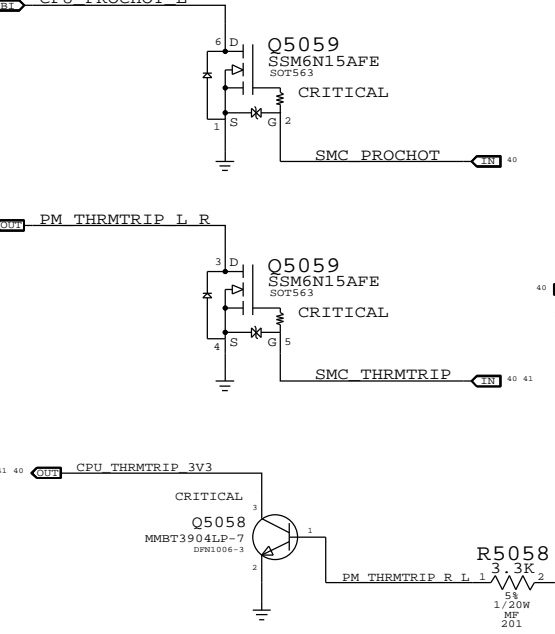 BI CPU_PROCHOT_L
6 D
Q5059
SSM6N15AFE
SOT563
CRITICAL
1 S G 2
SMC_PROCHOT IN 40
OUT PM_THRMTRIP_L_R
3 D
Q5059
SSM6N15AFE
SOT563
CRITICAL
40
4 S G 5
SMC_THRMTRIP IN 40 41
41 40 OUT CPU_THRMTRIP_3V3
CRITICAL
3
Q5058
MMBT3904LP-7
DFN1006-3
1
2
R5058
3.3K
PM_THRMTRIP_R_L 1 2
5%
1/20W
MF
201